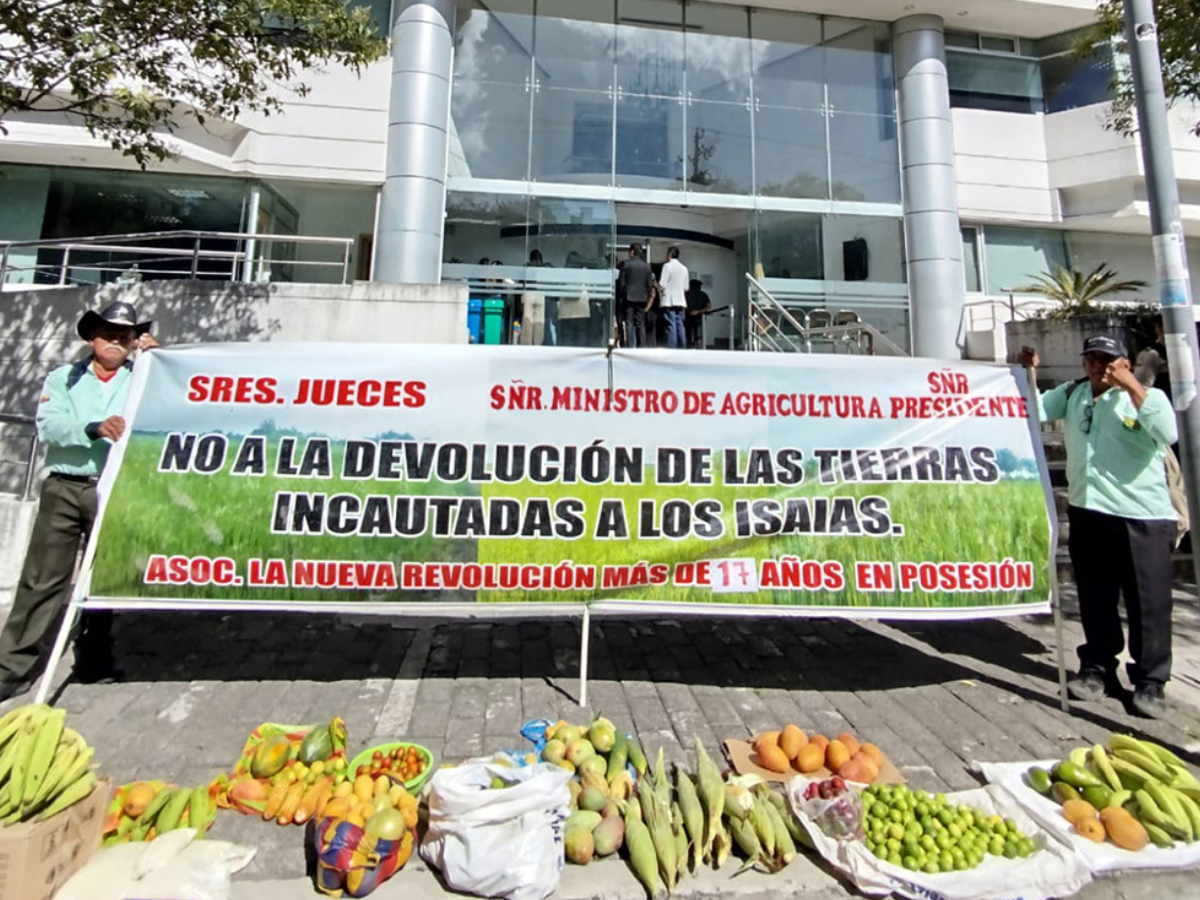 SRES. JUECES
SÑR. MINISTRO DE AGRICULTURA PRESIDENTE
SÑR
NO A LA DEVOLUCIÓN DE LAS TIERRAS
INCAUTADAS A LOS ISAIAS.
ASOC. LA NUEVA REVOLUCIÓN MÁS DE 17 AÑOS EN POSESIÓN